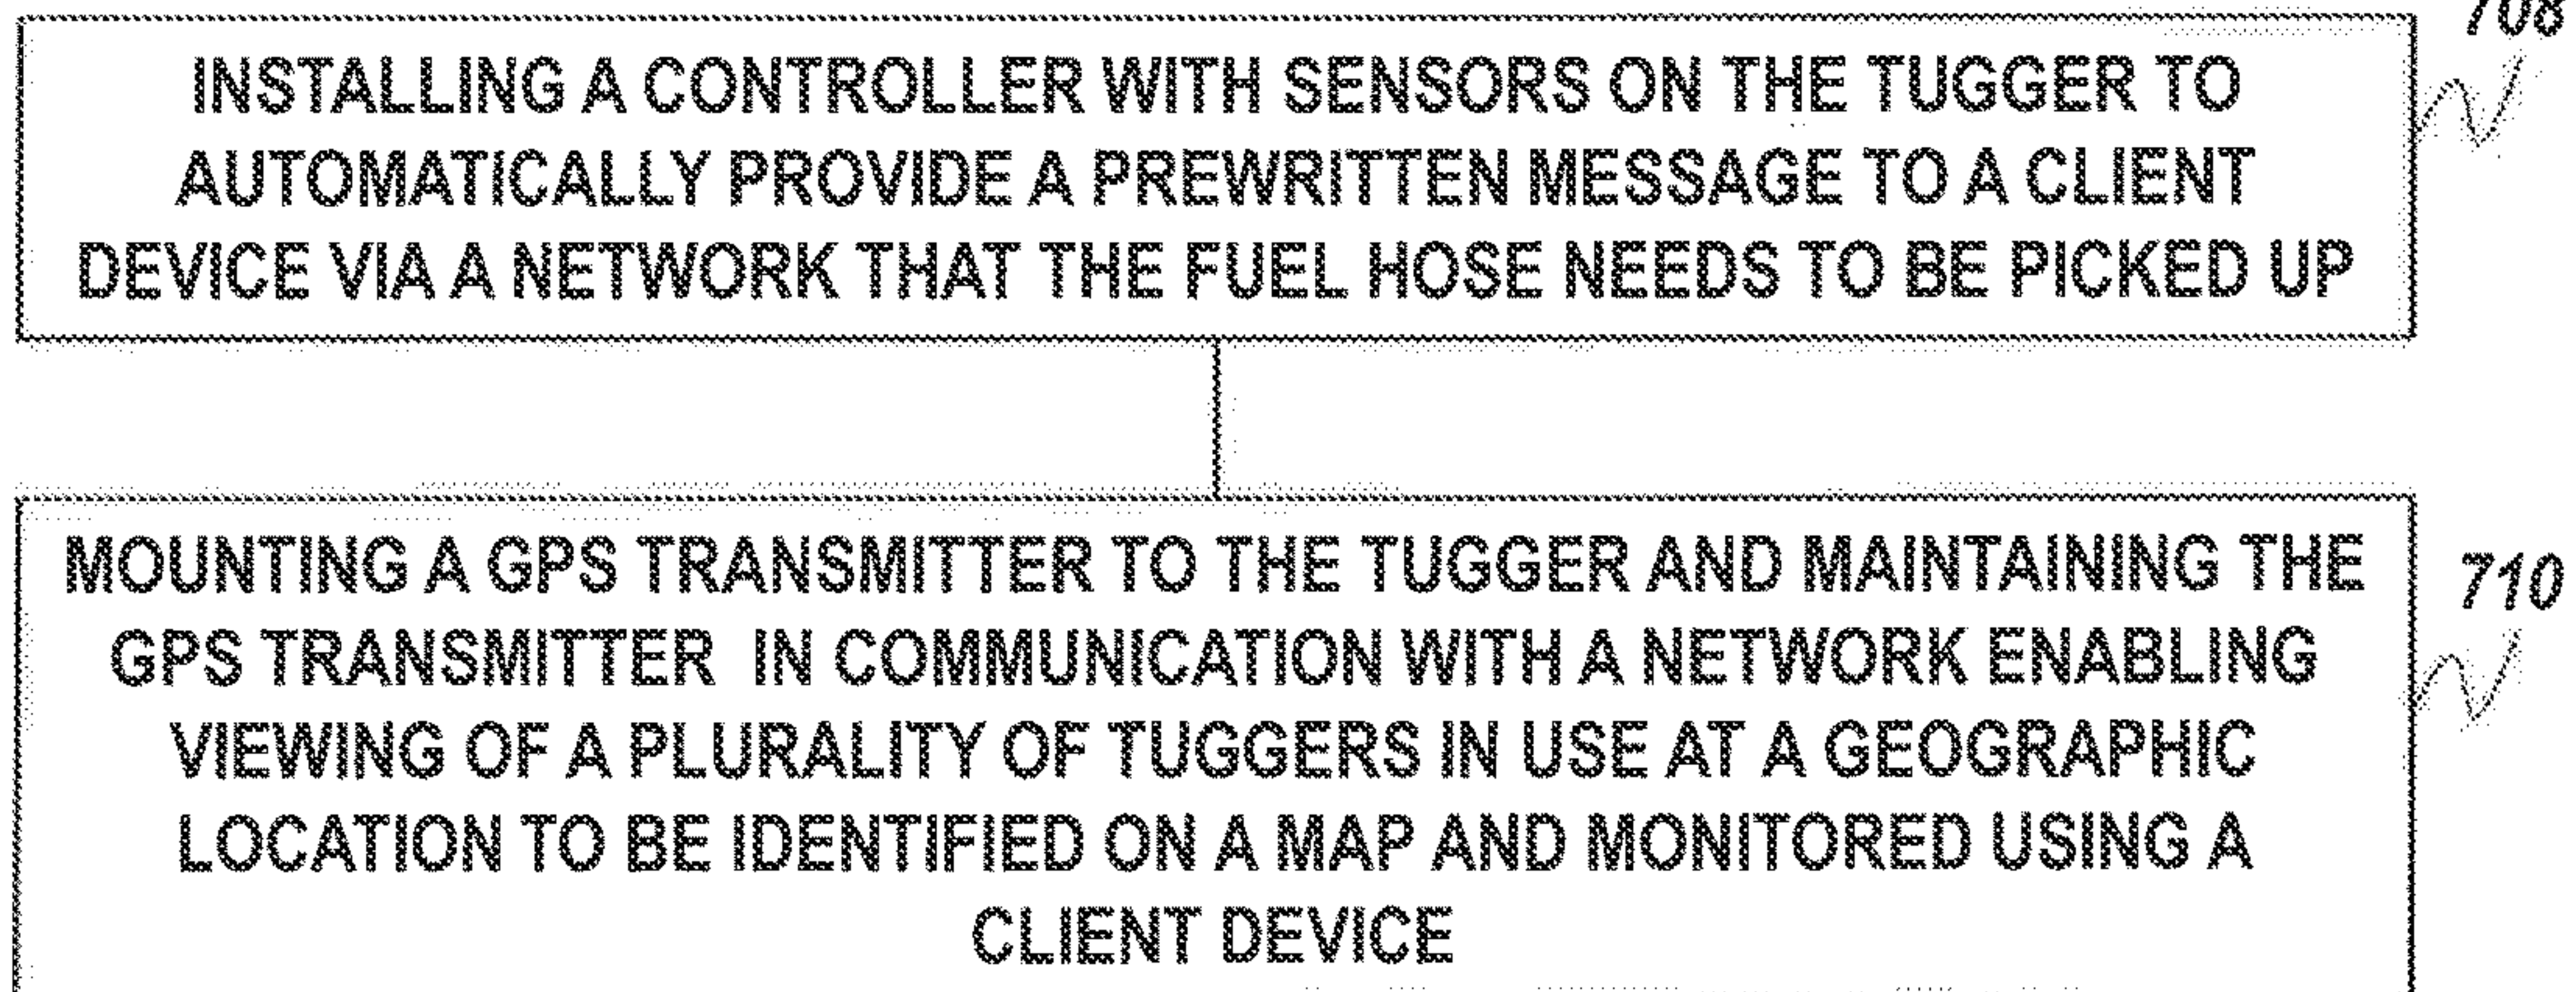 708
INSTALLING A CONTROLLER WITH SENSORS ON THE TUGGER TO
AUTOMATICALLY PROVIDE A PREWRITTEN MESSAGE TO A CLIENT
DEVICE VIA A NETWORK THAT THE FUEL HOSE NEEDS TO BE PICKED UP
MOUNTING A GPS TRANSMITTER TO THE TUGGER AND MAINTAINING THE
710
GPS TRANSMITTER IN COMMUNICATION WITH A NETWORK ENABLING
VIEWING OF A PLURALITY OF TUGGERS IN USE AT A GEOGRAPHIC
LOCATION TO BE IDENTIFIED ON A MAP AND MONITORED USING A
CLIENT DEVICE